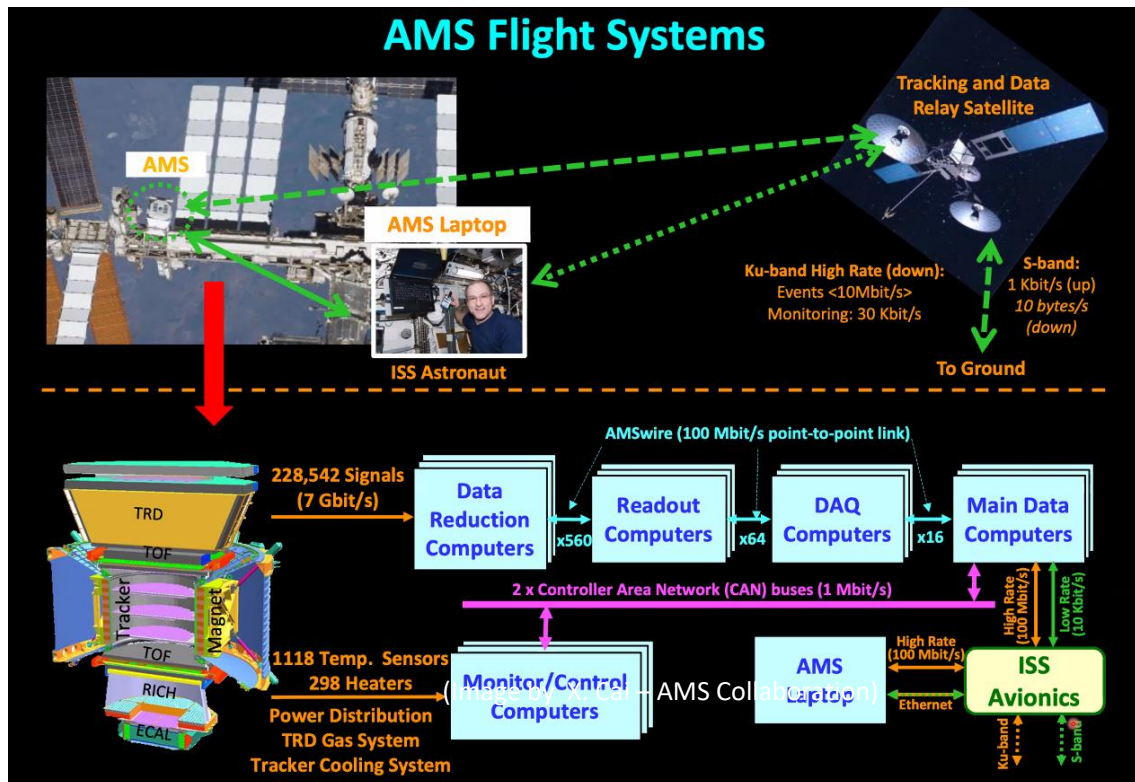 AMS Flight Systems
AMS
AMS Laptop
ISS Astronaut
Tracking and Data
Relay Satellite
Ku-band High Rate (down):
Events <10Mbit/s>
Monitoring: 30 Kbit/s
S-band:
1 Kbit/s (up)
10 bytes/s
(down)
To Ground
AMSwire (100 Mbit/s point-to-point link)
228,542 Signals
(7 Gbit/s)
Data
Reduction
Computers
x560
Readout
Computers
x64
DAQ
Computers
x16
Main Data
Computers
2 x Controller Area Network (CAN) buses (1 Mbit/s)
High Rate
(100 Mbit/s)
Low Rate
(10 Kbit/s)
TRD
TOF
Tracker
Magnet
TOF
RICH
ECAL
1118 Temp. Sensors
298 Heaters
Power Distribution
TRD Gas System
Tracker Cooling System
Monitor/Control
Computers
(image by X. Cai – AMS Collaboration)
AMS
Laptop
High Rate
(100 Mbit/s)
Ethernet
ISS
Avionics
Ku-band
S-band